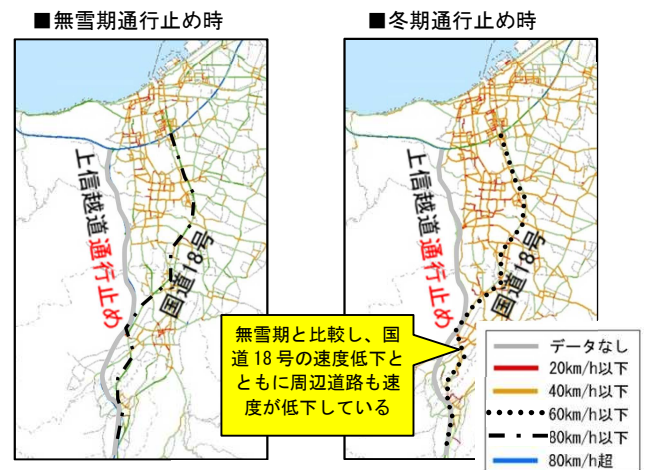 ■無雪期通行止め時
■冬期通行止め時
上信越道通行止め
国道18号
上信越道通行止め
国道18号
無雪期と比較し、国
道 18 号の速度低下と
ともに周辺道路も速
度が低下している
データなし
20km/h以下
40km/h以下
60km/h以下
80km/h以下
80km/h超